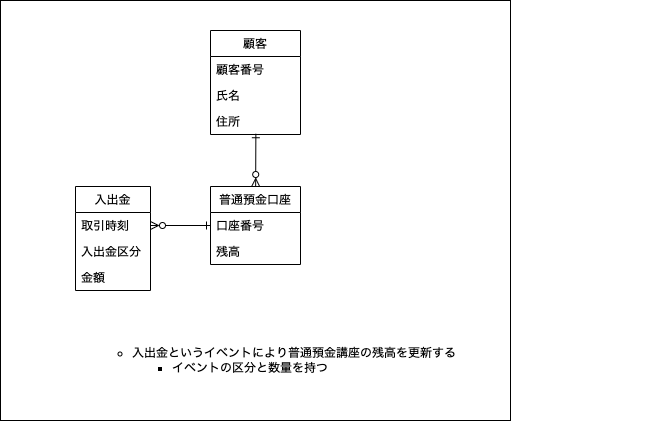 顧客
顧客番号
氏名
住所
入出金
取引時刻
入出金区分
金額
普通預金口座
口座番号
残高
入出金というイベントにより普通預金講座の残高を更新する
イベントの区分と数量を持つ